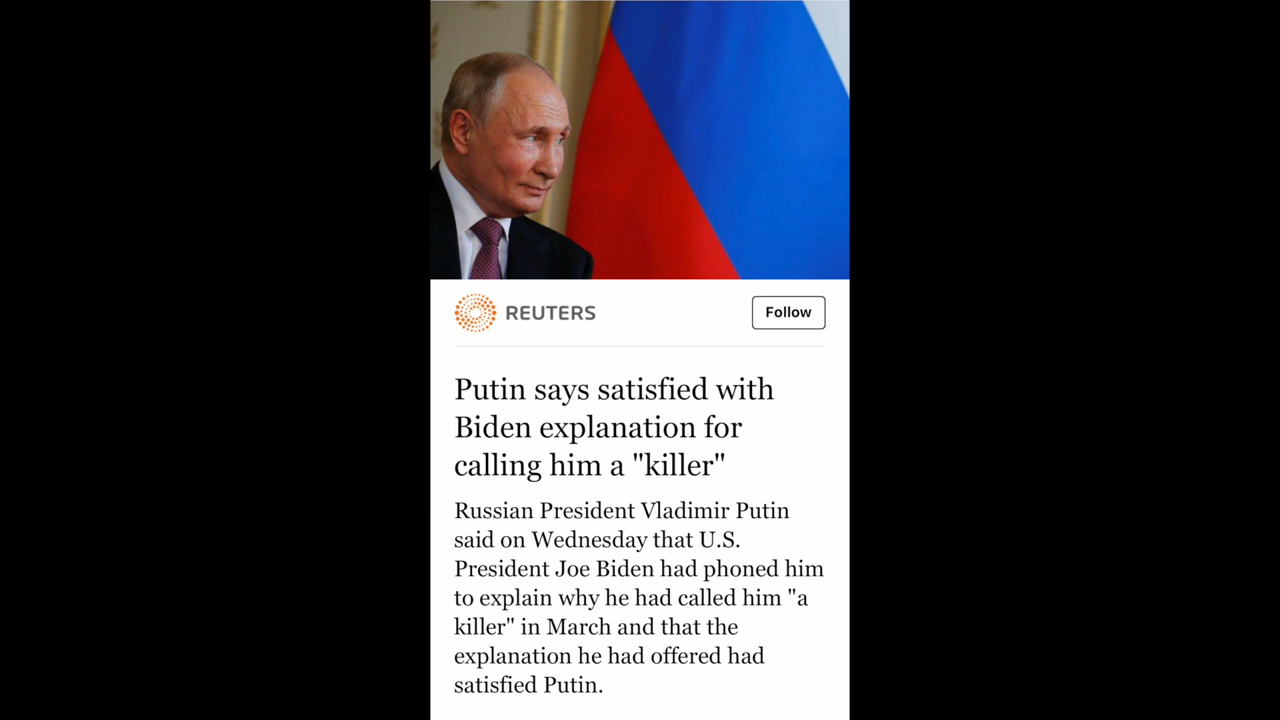 REUTERS
Follow
Putin says satisfied with
Biden explanation for
calling him a "killer"
Russian President Vladimir Putin
said on Wednesday that U.S.
President Joe Biden had phoned him
to explain why he had called him "a
killer" in March and that the
explanation he had offered had
satisfied Putin.